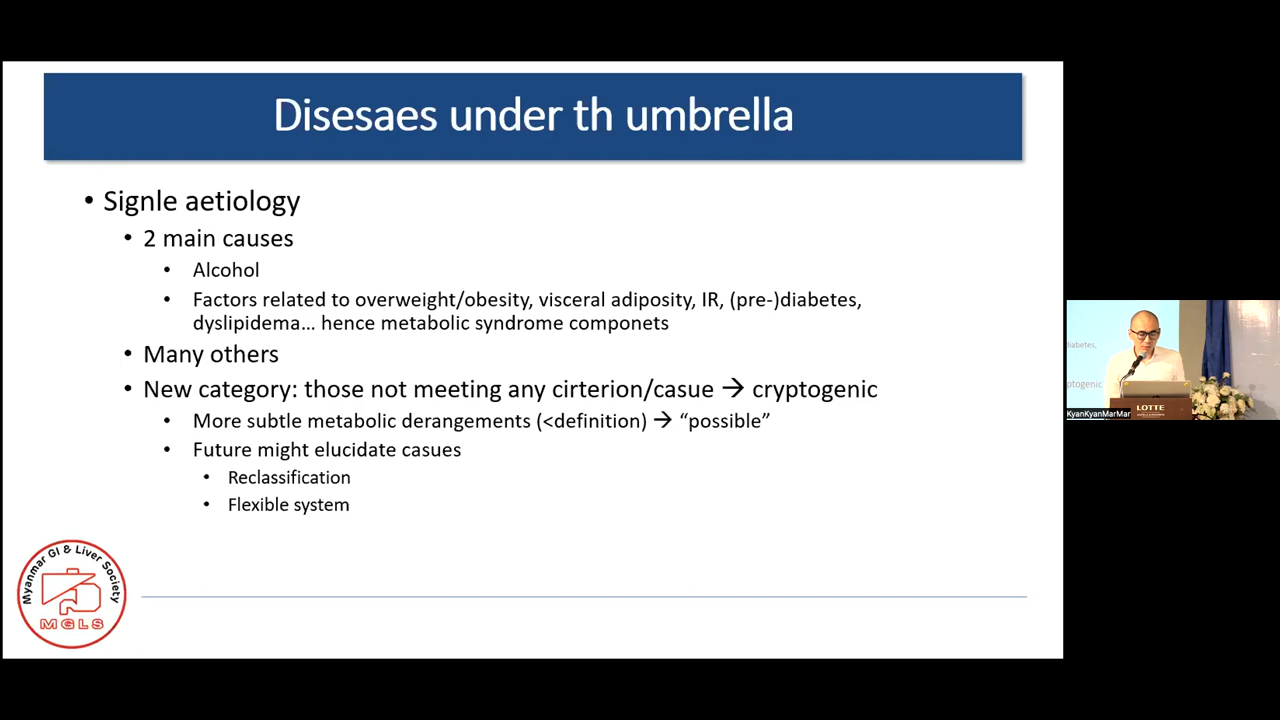 Disesaes under th umbrella
• Signle aetiology
• 2 main causes
• Alcohol
• Factors related to overweight/obesity, visceral adiposity, IR, (pre-)diabetes,
dyslipidema... hence metabolic syndrome componets
• Many others
• New category: those not meeting any cirterion/casue → cryptogenic
• More subtle metabolic derangements (<definition) → “possible”
• Future might elucidate casues
• Reclassification
• Flexible system
Myanmar GI & Liver Society
MGLS
diabetes,
ptogenic
KyanKyanMarMar
LOTTE